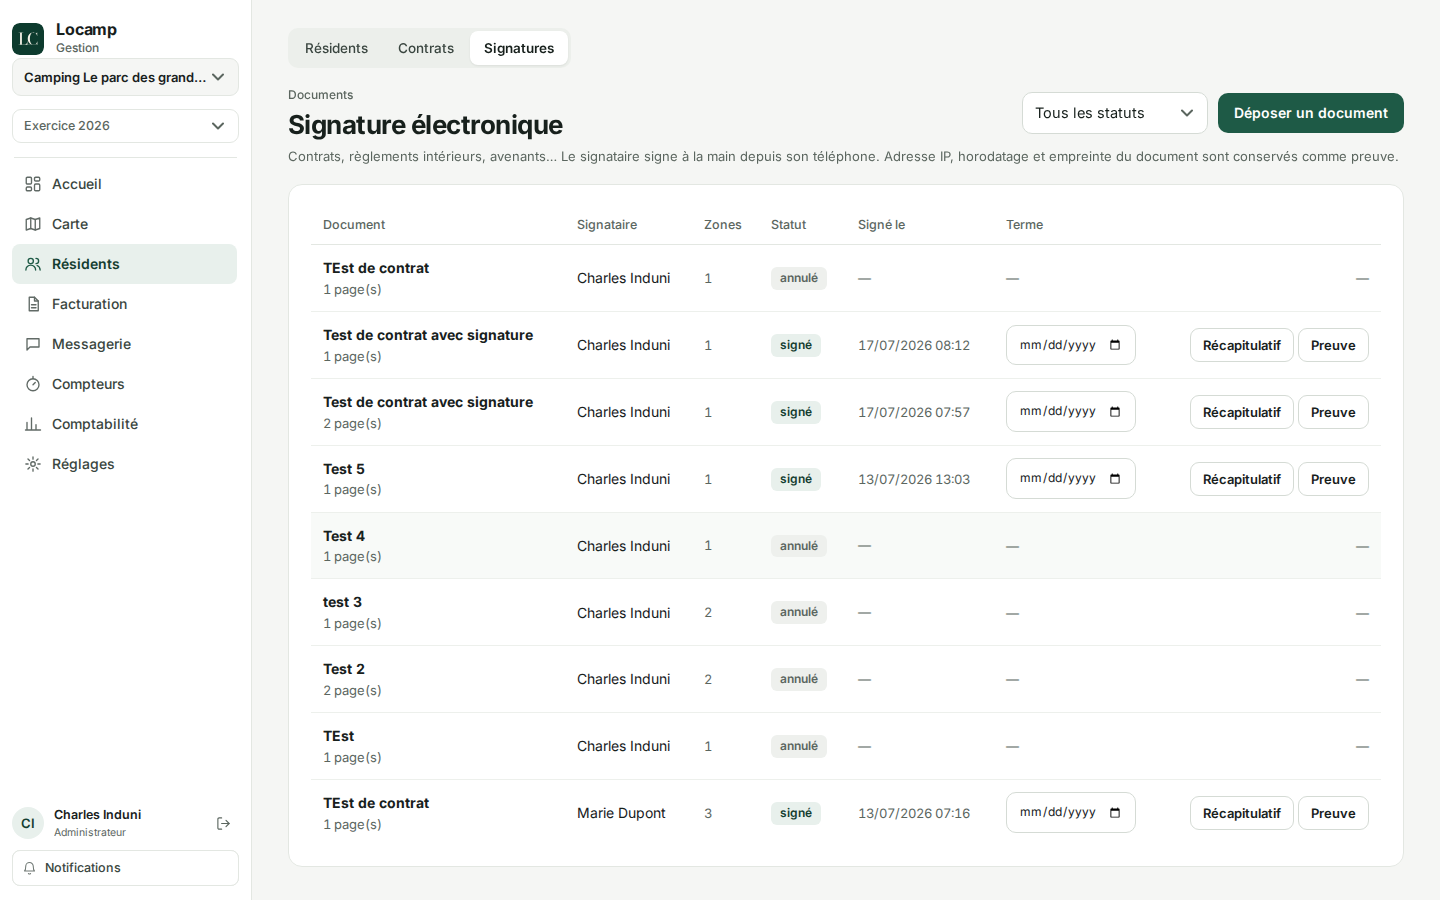 LC
Locamp
Gestion
Camping Le parc des grand...
Exercice 2026
Accueil
Carte
Résidents
Facturation
Messagerie
Compteurs
Comptabilité
Réglages
CI
Charles Induni
Administrateur
Notifications
Résidents Contrats Signatures
Documents
Signature électronique
Tous les statuts
Déposer un document
Contrats, règlements intérieurs, avenants... Le signataire signe à la main depuis son téléphone. Adresse IP, horodatage et empreinte du document sont conservés comme preuve.
Document Signataire Zones Statut Signé le Terme
TEst de contrat
1 page(s)
Charles Induni 1 annulé — — —
Test de contrat avec signature
1 page(s)
Charles Induni 1 signé 17/07/2026 08:12 mm/dd/yyyy Récapitulatif Preuve
Test de contrat avec signature
2 page(s)
Charles Induni 1 signé 17/07/2026 07:57 mm/dd/yyyy Récapitulatif Preuve
Test 5
1 page(s)
Charles Induni 1 signé 13/07/2026 13:03 mm/dd/yyyy Récapitulatif Preuve
Test 4
1 page(s)
Charles Induni 1 annulé — — —
test 3
1 page(s)
Charles Induni 2 annulé — — —
Test 2
2 page(s)
Charles Induni 2 annulé — — —
TEst
1 page(s)
Charles Induni 1 annulé — — —
TEst de contrat
1 page(s)
Marie Dupont 3 signé 13/07/2026 07:16 mm/dd/yyyy Récapitulatif Preuve